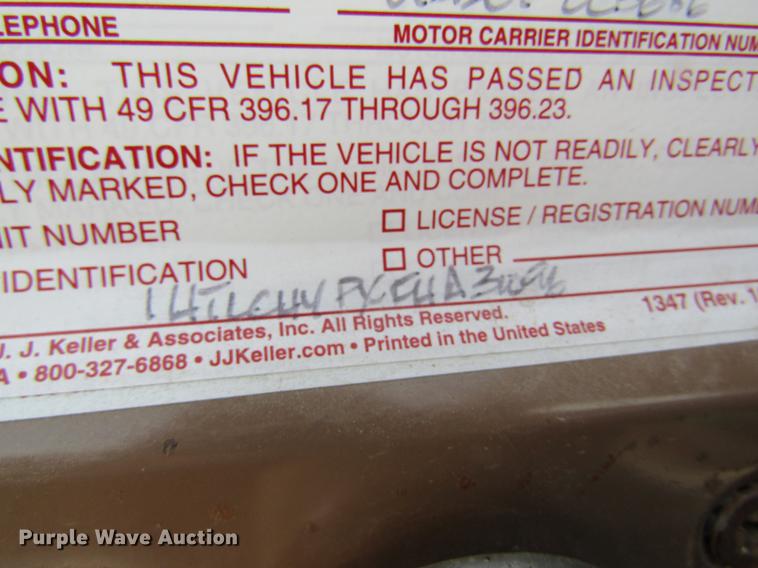 LEPHONE
MOTOR CARRIER IDENTIFICATION NUM
ON: THIS VEHICLE HAS PASSED AN INSPECT
E WITH 49 CFR 396.17 THROUGH 396.23.
NTIFICATION: IF THE VEHICLE IS NOT READILY, CLEARLY
LY MARKED, CHECK ONE AND COMPLETE.
IT NUMBER
LICENSE / REGISTRATION NUM
IDENTIFICATION
OTHER
J. J. Keller & Associates, Inc. All Rights Reserved.
A • 800-327-6868 • JJKeller.com • Printed in the United States
1347 (Rev. 1
Purple Wave Auction